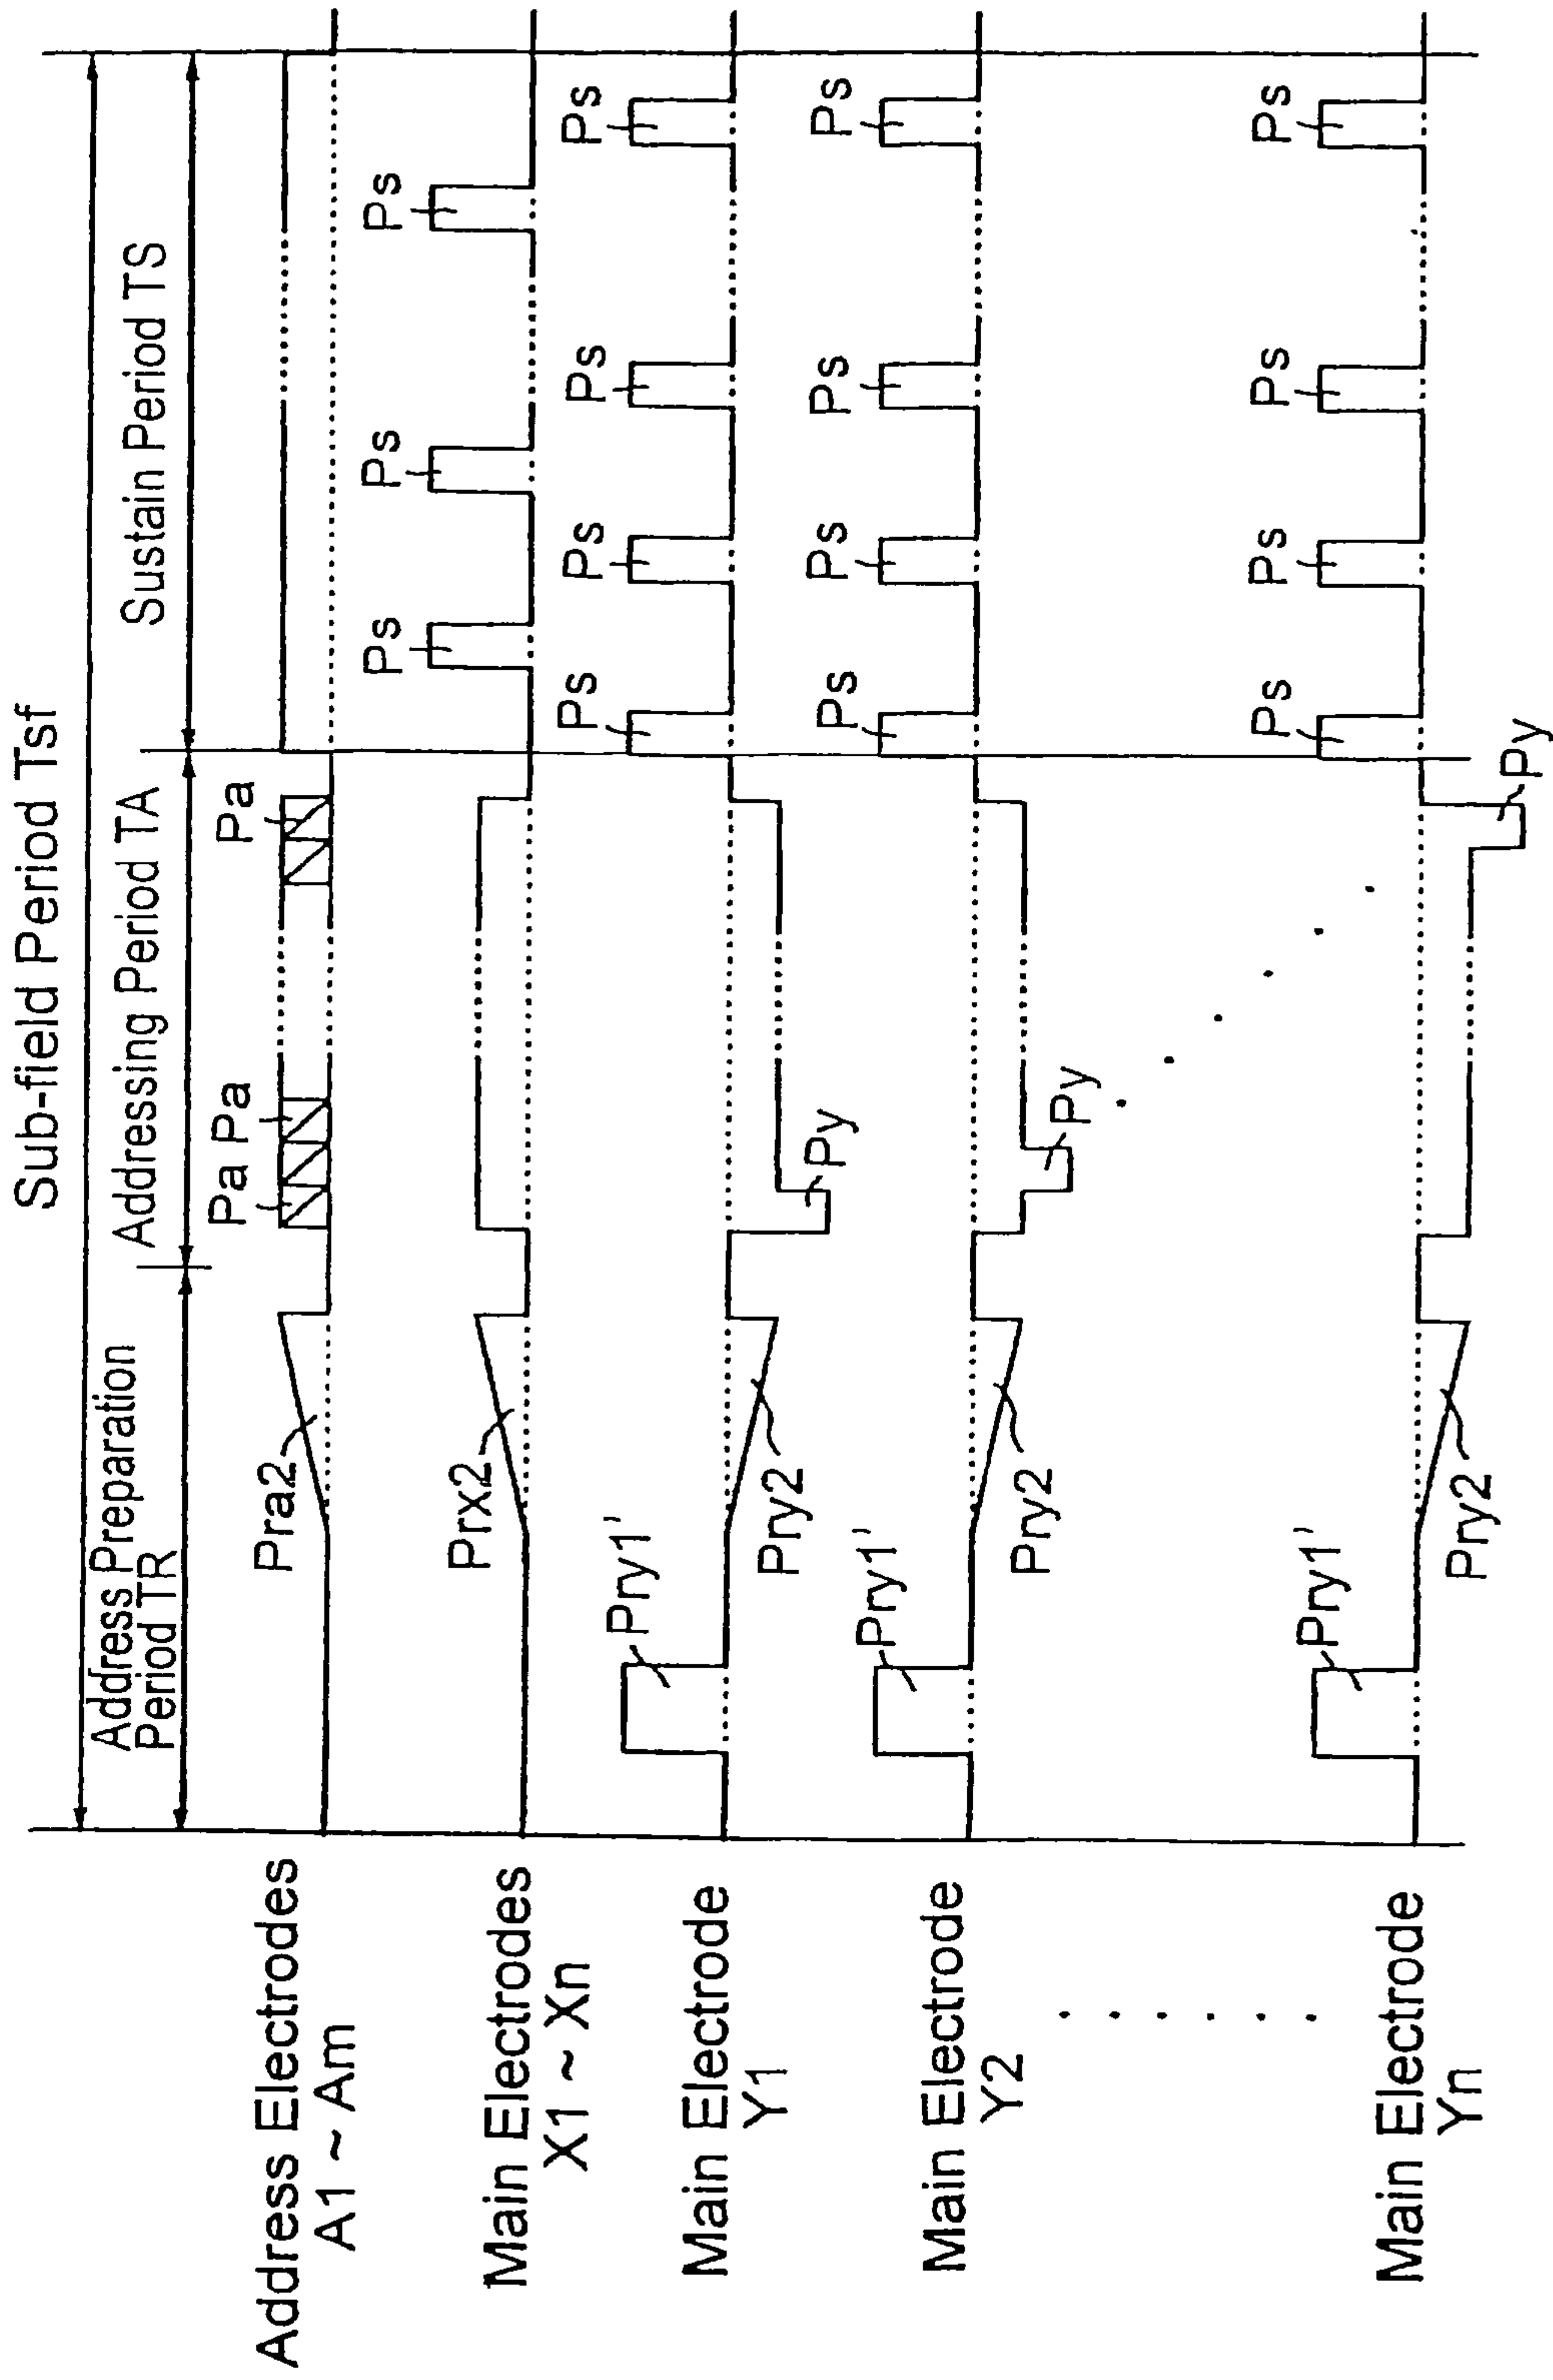 Sub-field Period Tsf
Address Preparation
Period TR
Addressing Period TA
Sustain Period TS
Address Electrodes
A1 ~ Am
Pra2
Pa Pa
Pa
Main Electrodes
X1 ~ Xn
Prx2
Ps
Ps
Ps
Main Electrode
Y1
Pry1'
Pry2
Py
Ps
Ps
Ps
Ps
Main Electrode
Y2
Pry1'
Pry2
Py
Ps
Ps
Ps
Ps
Main Electrode
Yn
Pry1'
Pry2
Py
Ps
Ps
Ps
Ps